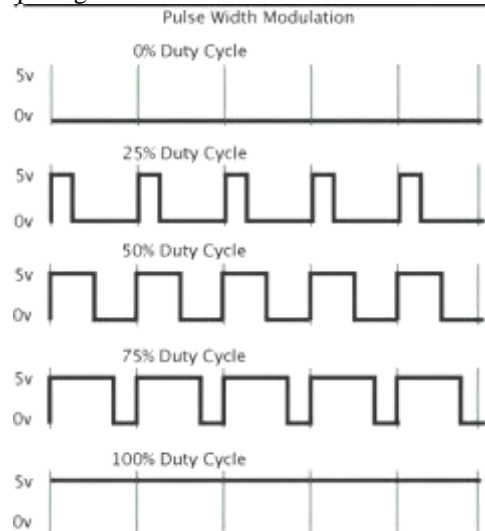 Pulse Width Modulation
0% Duty Cycle
5v
0v
25% Duty Cycle
5v
0v
50% Duty Cycle
5v
0v
75% Duty Cycle
5v
0v
100% Duty Cycle
5v
0v